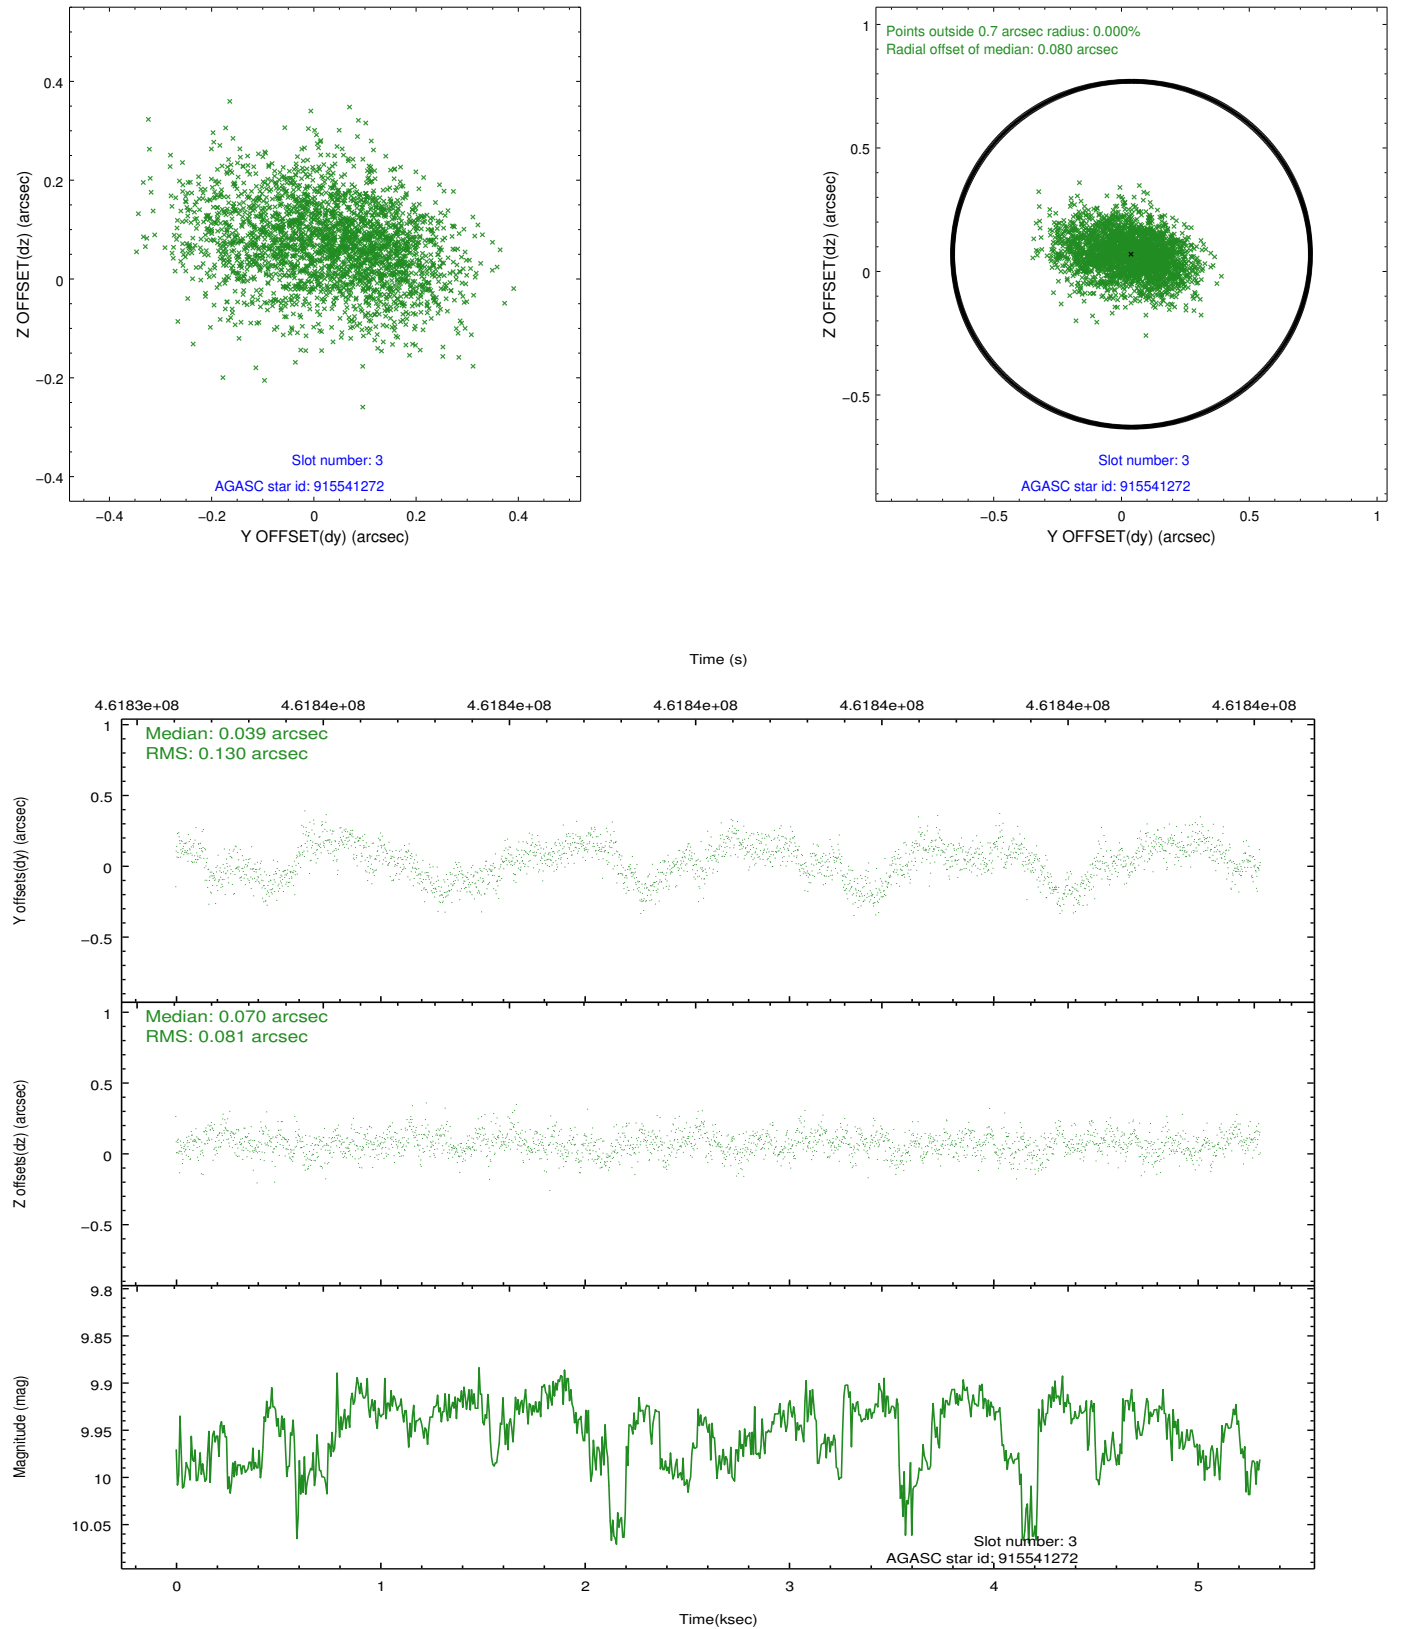 0.4
0.2
0
−0.2
−0.4
Z OFFSET(dz) (arcsec)
Slot number: 3
AGASC star id: 915541272
−0.4 −0.2 0 0.2 0.4
Y OFFSET(dy) (arcsec)
Points outside 0.7 arcsec radius: 0.000%
Radial offset of median: 0.080 arcsec
1
0.5
0
−0.5
Z OFFSET(dz) (arcsec)
Slot number: 3
AGASC star id: 915541272
−0.5 0 0.5 1
Y OFFSET(dy) (arcsec)
Time (s)
4.6183e+08 4.6184e+08 4.6184e+08 4.6184e+08 4.6184e+08 4.6184e+08 4.6184e+08
Median: 0.039 arcsec
RMS: 0.130 arcsec
1
0.5
0
−0.5
Y offsets(dy) (arcsec)
Median: 0.070 arcsec
RMS: 0.081 arcsec
1
0.5
0
−0.5
Z offsets(dz) (arcsec)
9.8
9.85
9.9
9.95
10
10.05
Magnitude (mag)
Slot number: 3
AGASC star id: 915541272
0 1 2 3 4 5
Time(ksec)